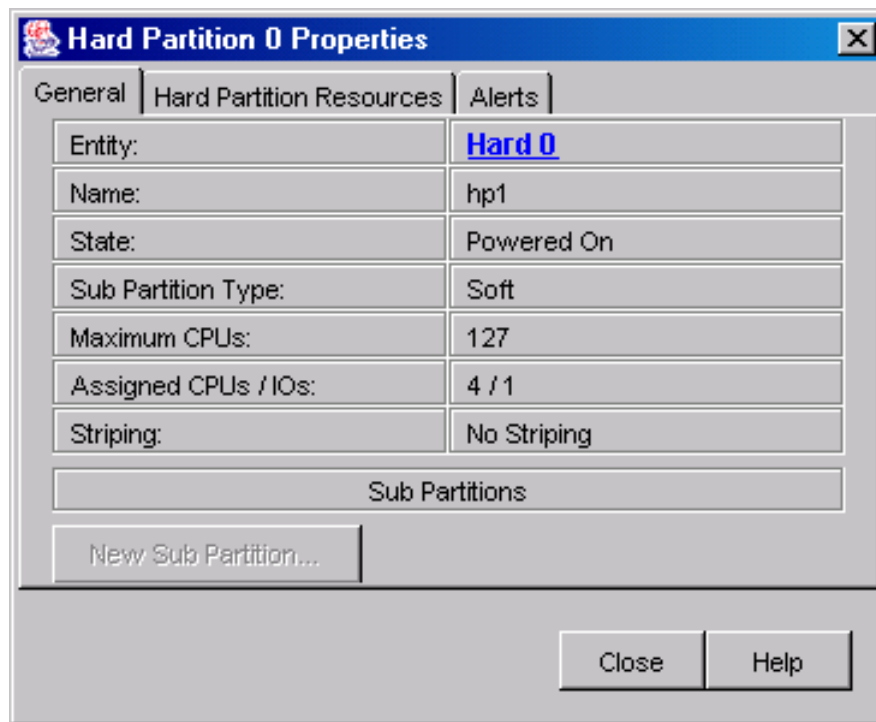 Hard Partition 0 Properties
General Hard Partition Resources Alerts
Entity: Hard 0
Name: hp1
State: Powered On
Sub Partition Type: Soft
Maximum CPUs: 127
Assigned CPUs / IOs: 4 / 1
Striping: No Striping
Sub Partitions
New Sub Partition...
Close Help